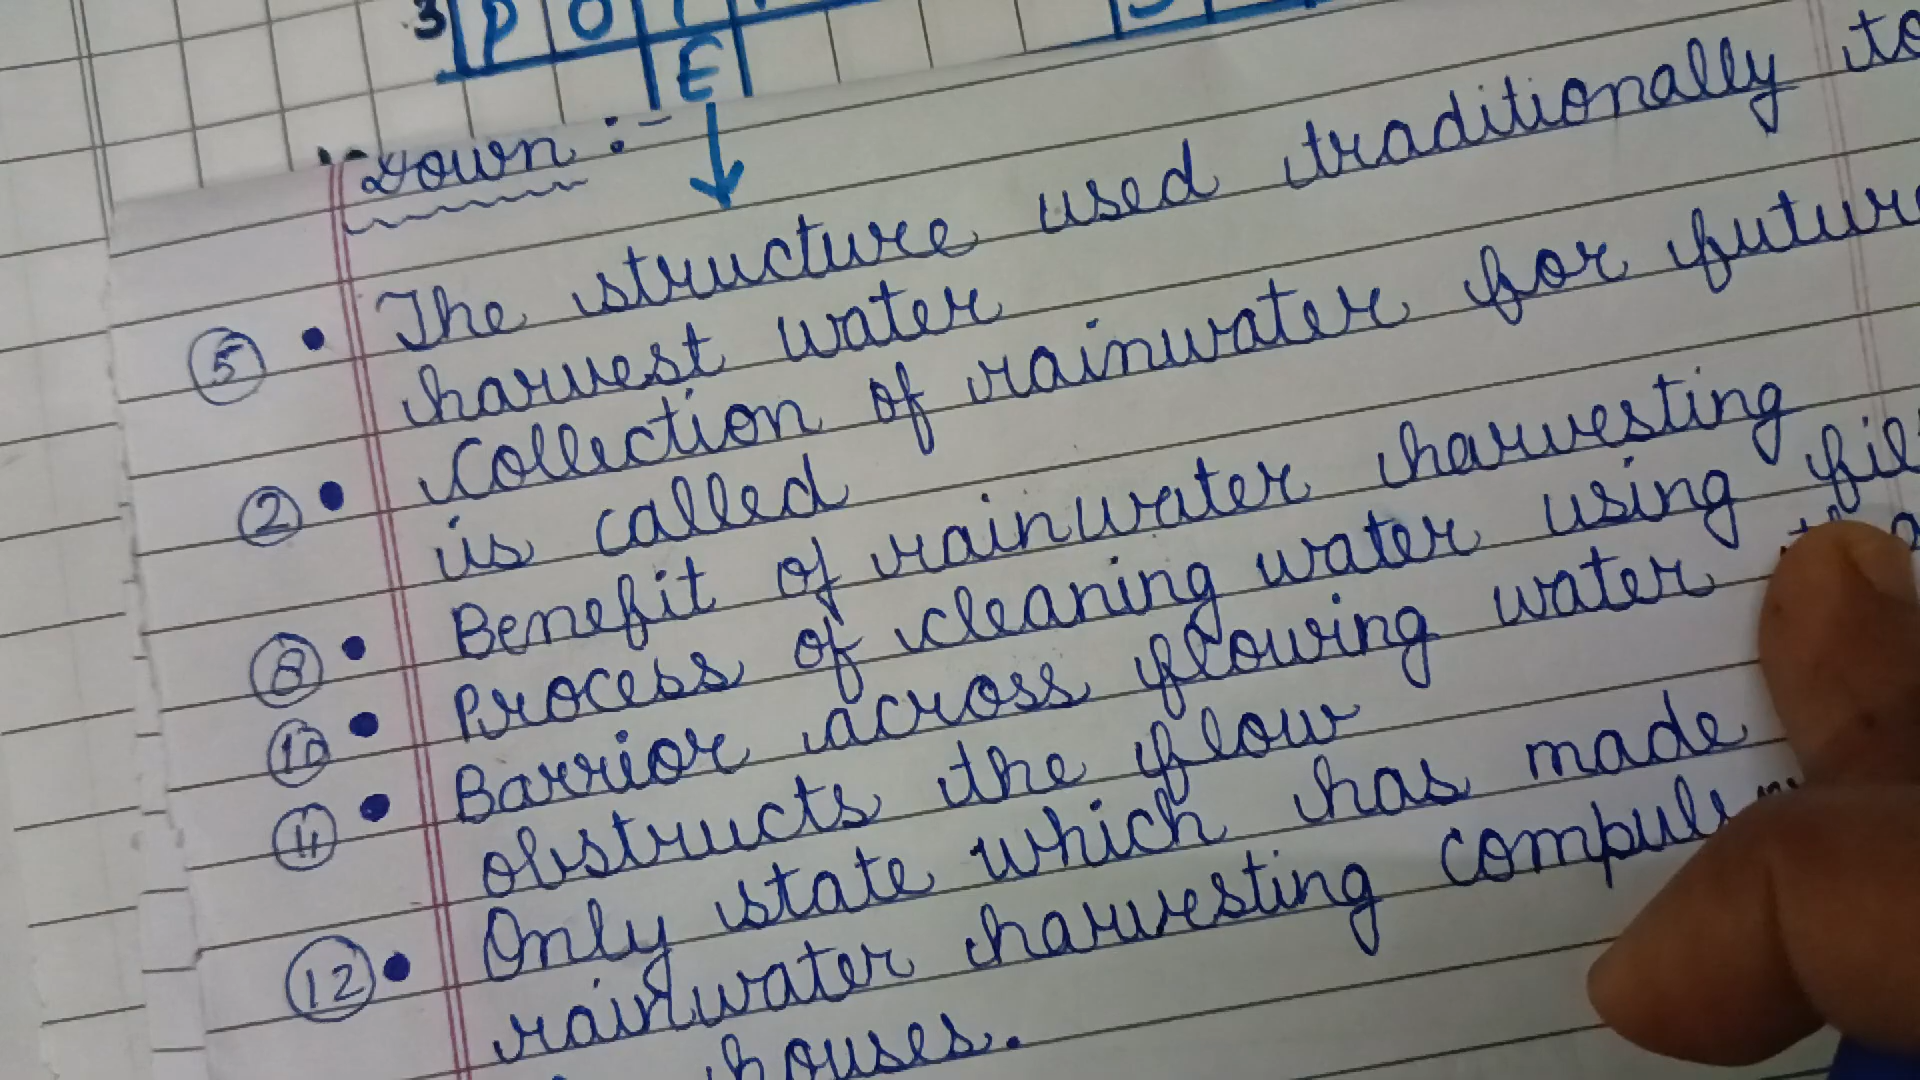 3 P O
E
Down :-
5 • The structure used traditionally to
harvest water
2 • Collection of rainwater for future
is called
8 • Benefit of rainwater harvesting
10 • Process of cleaning water using
11 • Barrior across flowing water
obstructs the flow
12 • Only state which has made
rainwater harvesting
houses.